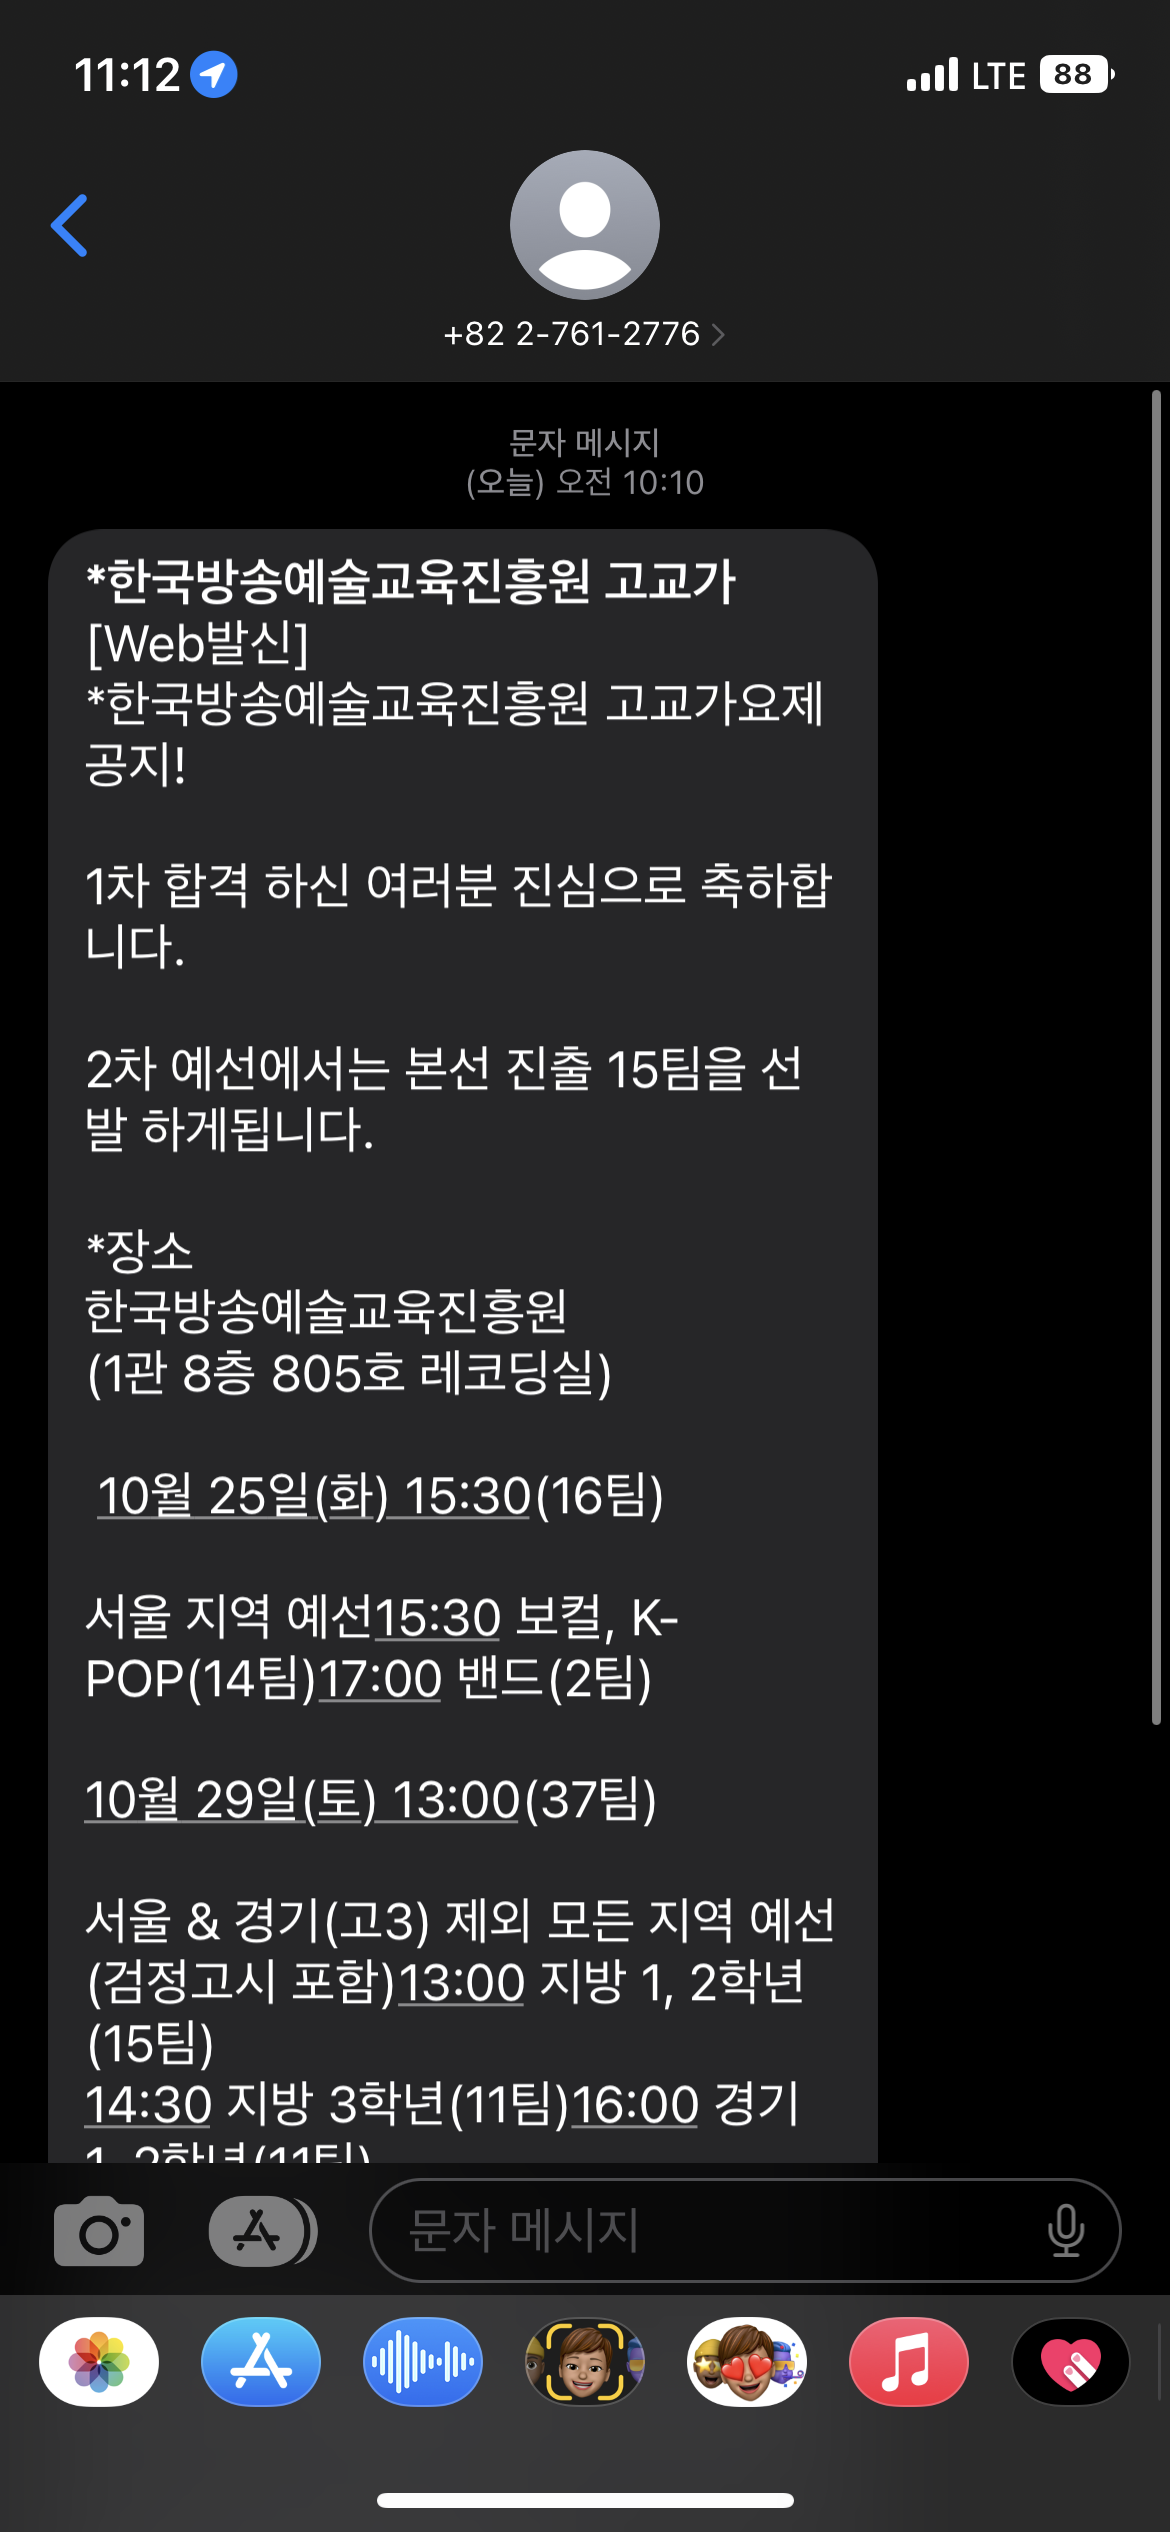 11:12
LTE
88
+82 2-761-2776
문자 메시지
(오늘) 오전 10:10
*한국방송예술교육진흥원 고교가
[Web발신]
*한국방송예술교육진흥원 고교가요제
공지!
1차 합격 하신 여러분 진심으로 축하합
니다.
2차 예선에서는 본선 진출 15팀을 선
발 하게됩니다.
*장소
한국방송예술교육진흥원
(1관 8층 805호 레코딩실)
10월 25일(화) 15:30(16팀)
서울 지역 예선15:30 보컬, K-
POP(14팀)17:00 밴드(2팀)
10월 29일(토) 13:00(37팀)
서울 & 경기(고3) 제외 모든 지역 예선
(검정고시 포함)13:00 지방 1, 2학년
(15팀)
14:30 지방 3학년(11팀)16:00 경기
1, 2학년(11팀)
문자 메시지